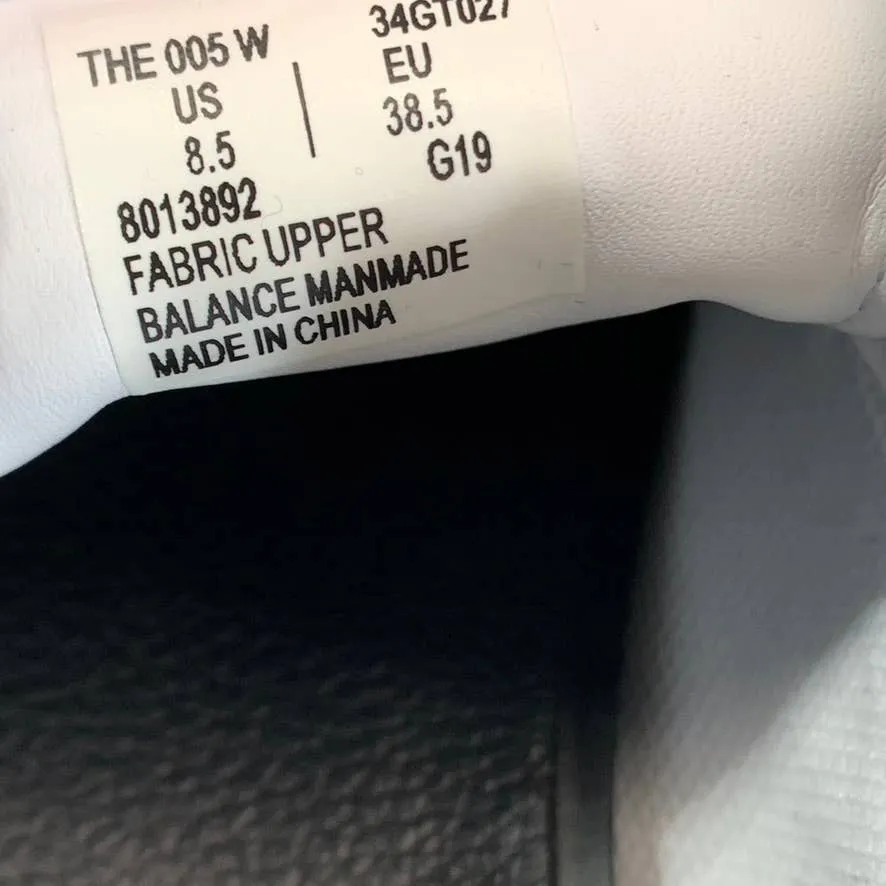 THE 005 W 34GT027
US | EU
8.5 38.5
8013892 G19
FABRIC UPPER
BALANCE MANMADE
MADE IN CHINA